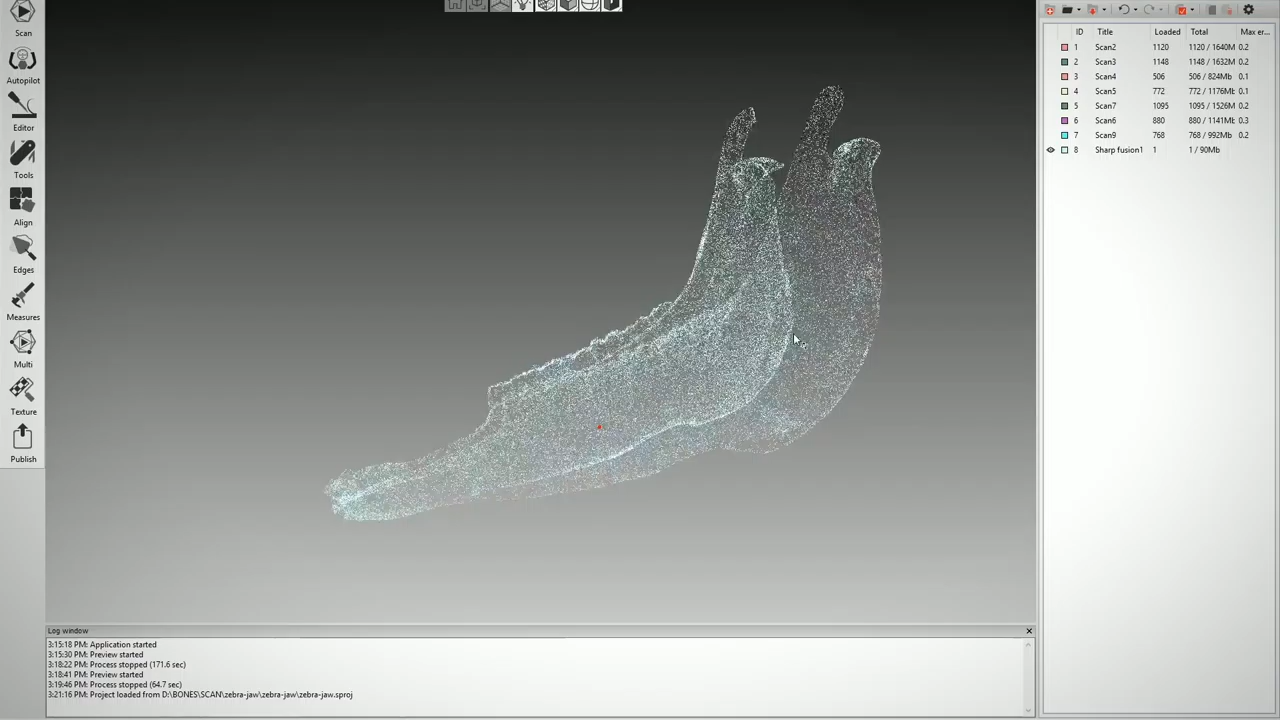 Scan
Autopilot
Editor
Tools
Align
Edges
Measures
Multi
Texture
Publish
ID Title Loaded Total Max er...
1 Scan2 1120 1120 / 1640M 0.2
2 Scan3 1148 1148 / 1632M 0.2
3 Scan4 506 506 / 824Mb 0.1
4 Scan5 772 772 / 1176Mb 0.1
5 Scan7 1095 1095 / 1526M 0.2
6 Scan6 880 880 / 1141Mb 0.3
7 Scan9 768 768 / 992Mb 0.2
8 Sharp fusion1 1 1 / 90Mb
Log window
3:15:18 PM: Application started
3:15:30 PM: Preview started
3:18:22 PM: Process stopped (171.6 sec)
3:18:41 PM: Preview started
3:19:46 PM: Process stopped (64.7 sec)
3:21:16 PM: Project loaded from D:\BONES\SCAN\zebra-jaw\zebra-jaw\zebra-jaw.sproj